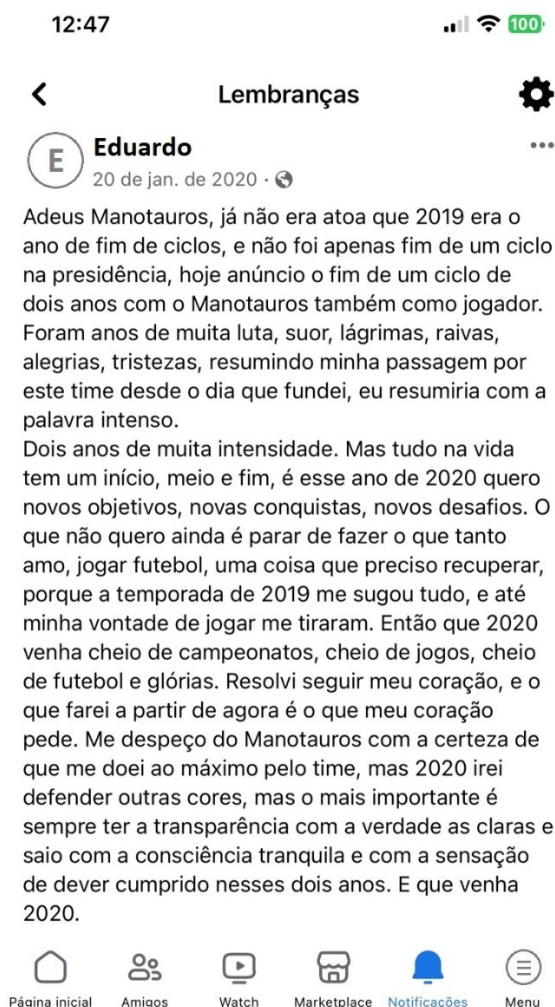 12:47
100
Lembranças
E
Eduardo
20 de jan. de 2020 ·
Adeus Manotauros, já não era atoa que 2019 era o
ano de fim de ciclos, e não foi apenas fim de um ciclo
na presidência, hoje anúncio o fim de um ciclo de
dois anos com o Manotauros também como jogador.
Foram anos de muita luta, suor, lágrimas, raivas,
alegrias, tristezas, resumindo minha passagem por
este time desde o dia que fundei, eu resumiria com a
palavra intenso.
Dois anos de muita intensidade. Mas tudo na vida
tem um início, meio e fim, é esse ano de 2020 quero
novos objetivos, novas conquistas, novos desafios. O
que não quero ainda é parar de fazer o que tanto
amo, jogar futebol, uma coisa que preciso recuperar,
porque a temporada de 2019 me sugou tudo, e até
minha vontade de jogar me tiraram. Então que 2020
venha cheio de campeonatos, cheio de jogos, cheio
de futebol e glórias. Resolvi seguir meu coração, e o
que farei a partir de agora é o que meu coração
pede. Me despeço do Manotauros com a certeza de
que me doei ao máximo pelo time, mas 2020 irei
defender outras cores, mas o mais importante é
sempre ter a transparência com a verdade as claras e
saio com a consciência tranquila e com a sensação
de dever cumprido nesses dois anos. E que venha
2020.
Página inicial Amigos Watch Marketplace Notificações Menu